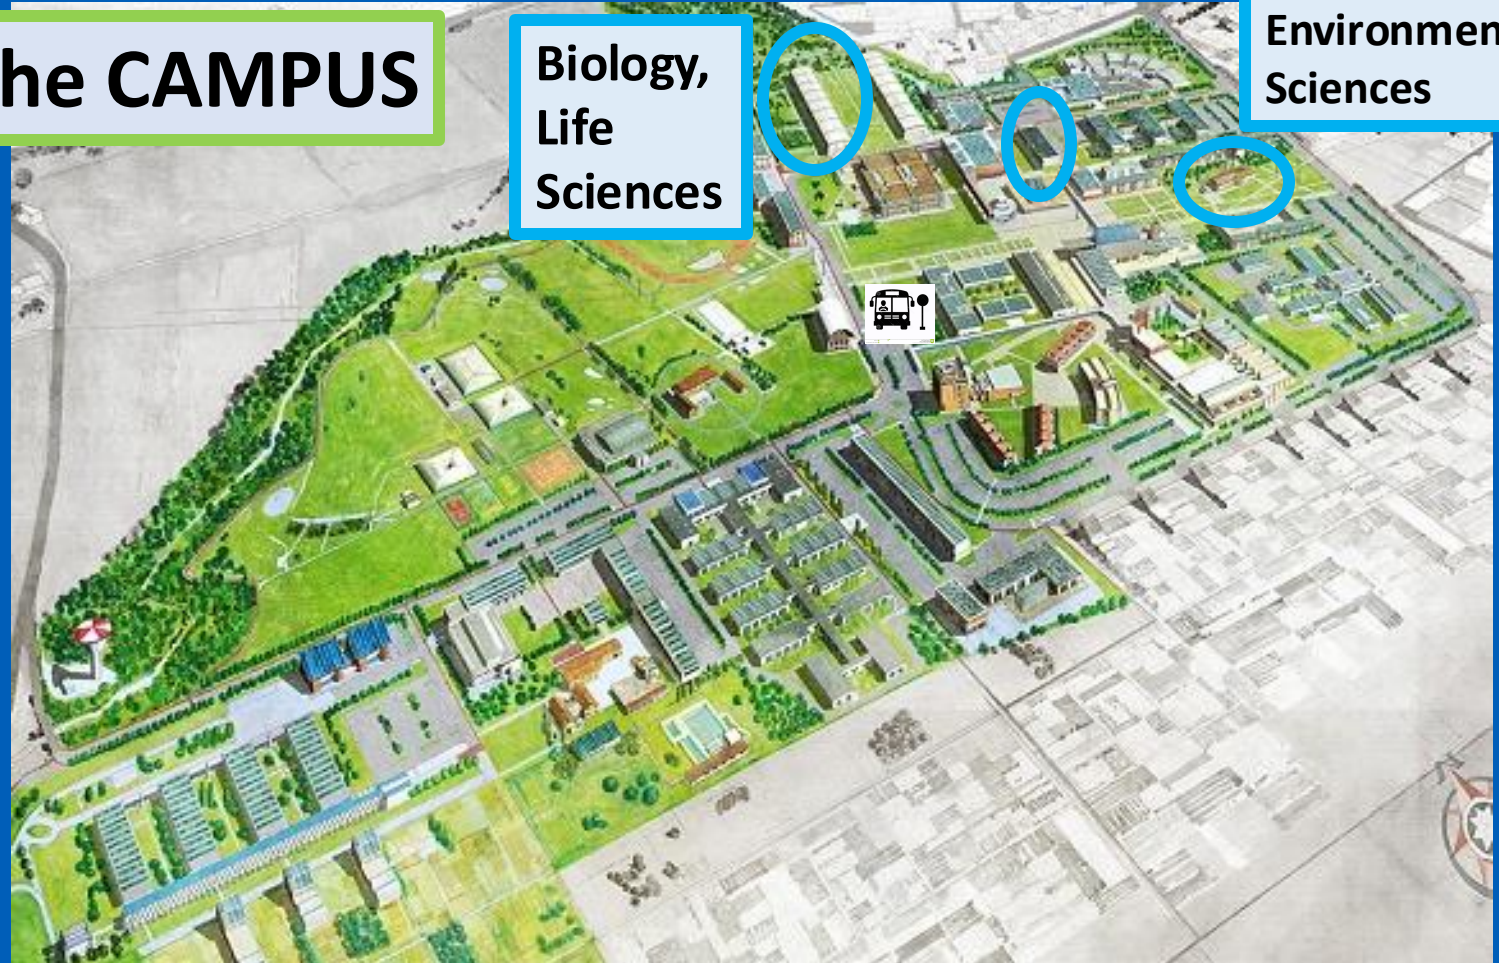 he CAMPUS
Biology,
Life
Sciences
Environmen
Sciences